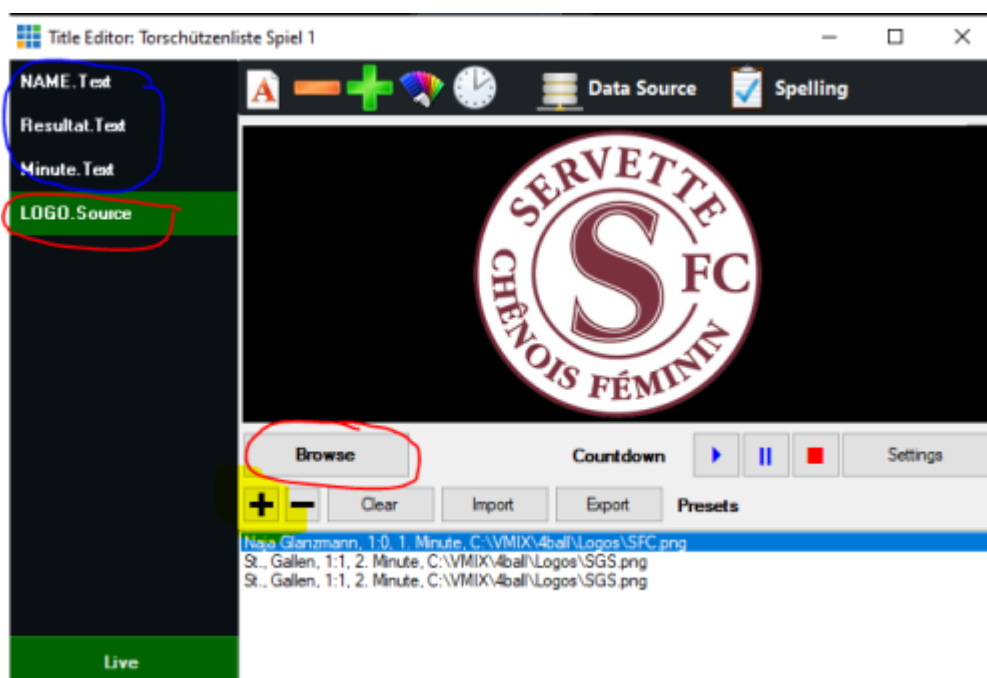 Title Editor: Torschützenliste Spiel 1
NAME.Text
Resultat.Text
Minute.Text
LOGO.Source
A
Data Source
Spelling
SERVETTE
S
FC
CHÊNOIS FÉMININ
Browse
Countdown
Settings
Clear
Import
Export
Presets
Naja Glanzmann, 1:0, 1. Minute, C:\VMIX\4ball\Logos\SFC.png
St., Gallen, 1:1, 2. Minute, C:\VMIX\4ball\Logos\SGS.png
St., Gallen, 1:1, 2. Minute, C:\VMIX\4ball\Logos\SGS.png
Live